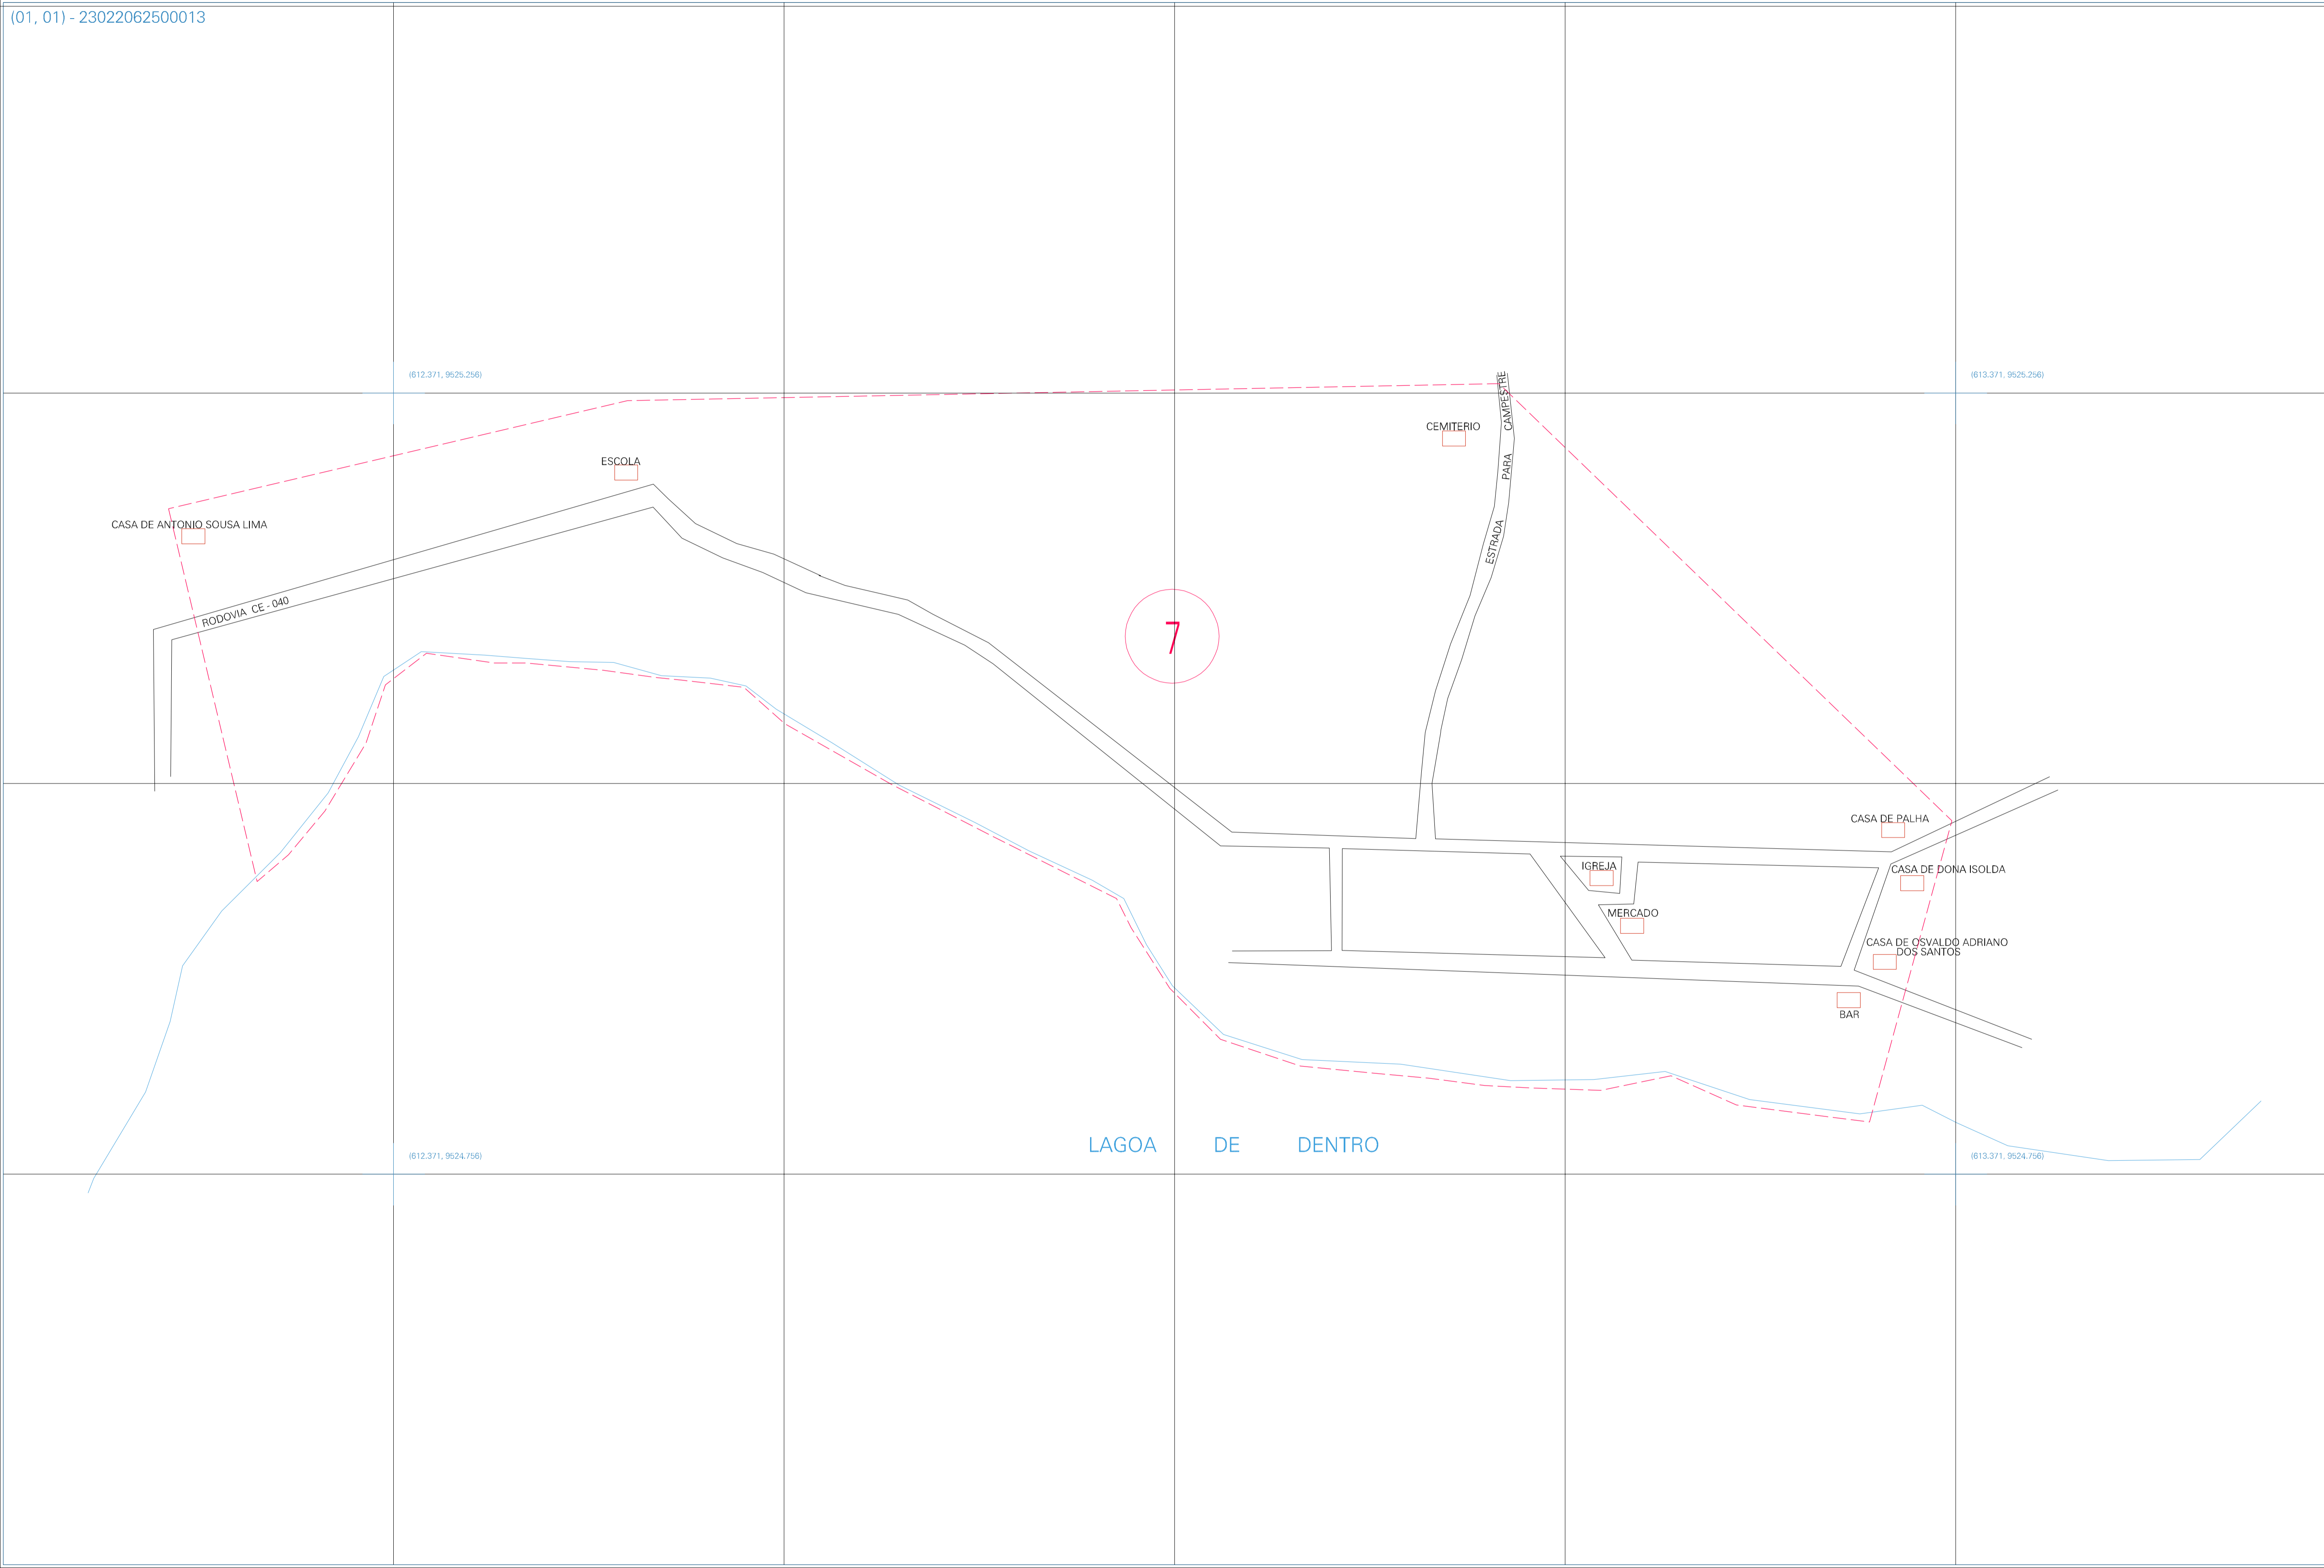 (01, 01) - 23022062500013
(612.371, 9525.256)
(613.371, 9525.256)
CEMITERIO
ESTRADA PARA CAMPESTRE
ESCOLA
CASA DE ANTONIO SOUSA LIMA
RODOVIA CE - 040
7
CASA DE PALHA
IGREJA
CASA DE DONA ISOLDA
MERCADO
CASA DE OSVALDO ADRIANO
DOS SANTOS
BAR
LAGOA DE DENTRO
(612.371, 9524.756)
(613.371, 9524.756)